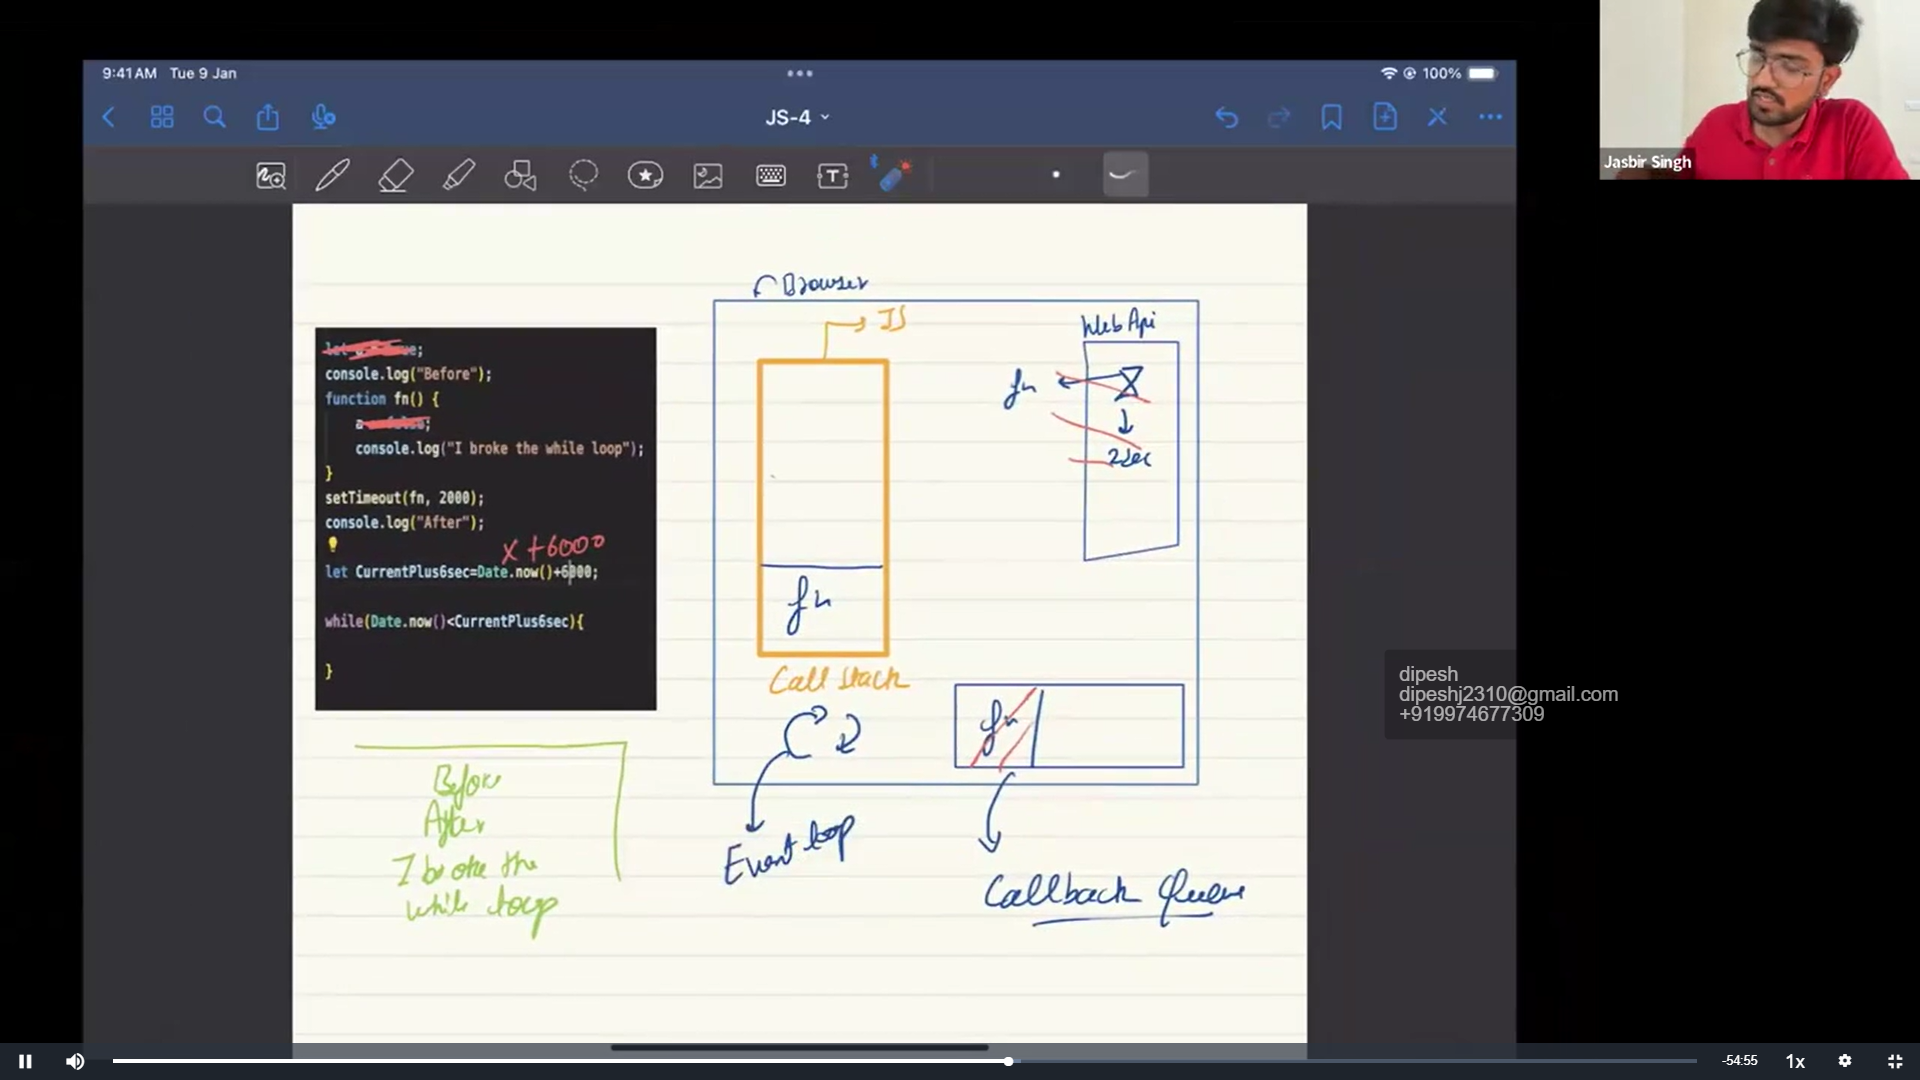 9:41 AM Tue 9 Jan
100%
JS-4
Jasbir Singh
Browser
JS
Web Api
let
console.log("Before");
function fn() {
console.log("I broke the while loop");
}
setTimeout(fn, 2000);
console.log("After");
x +6000
let CurrentPlus6sec=Date.now()+6000;
while(Date.now()<CurrentPlus6sec){
}
fn
2sec
fn
Call Stack
fn
dipesh
dipeshj2310@gmail.com
+919974677309
Before
After
I broke the
while loop
Event loop
Callback Queue
-54:55
1x